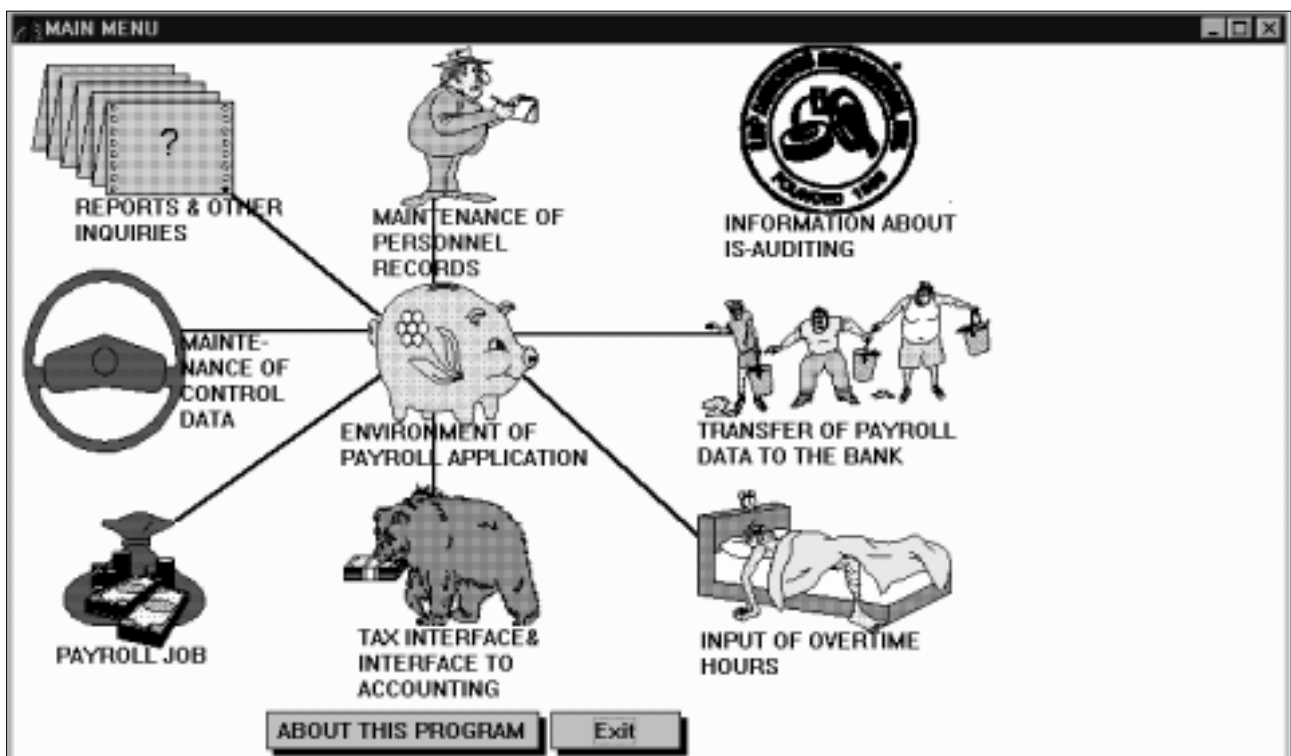 MAIN MENU
?
REPORTS & OTHER
INQUIRIES
MAINTENANCE OF
PERSONNEL
RECORDS
FOUNDED
INFORMATION ABOUT
IS-AUDITING
MAINTE-
NANCE OF
CONTROL
DATA
ENVIRONMENT OF
PAYROLL APPLICATION
TRANSFER OF PAYROLL
DATA TO THE BANK
PAYROLL JOB
TAX INTERFACE&
INTERFACE TO
ACCOUNTING
INPUT OF OVERTIME
HOURS
ABOUT THIS PROGRAM
Exit